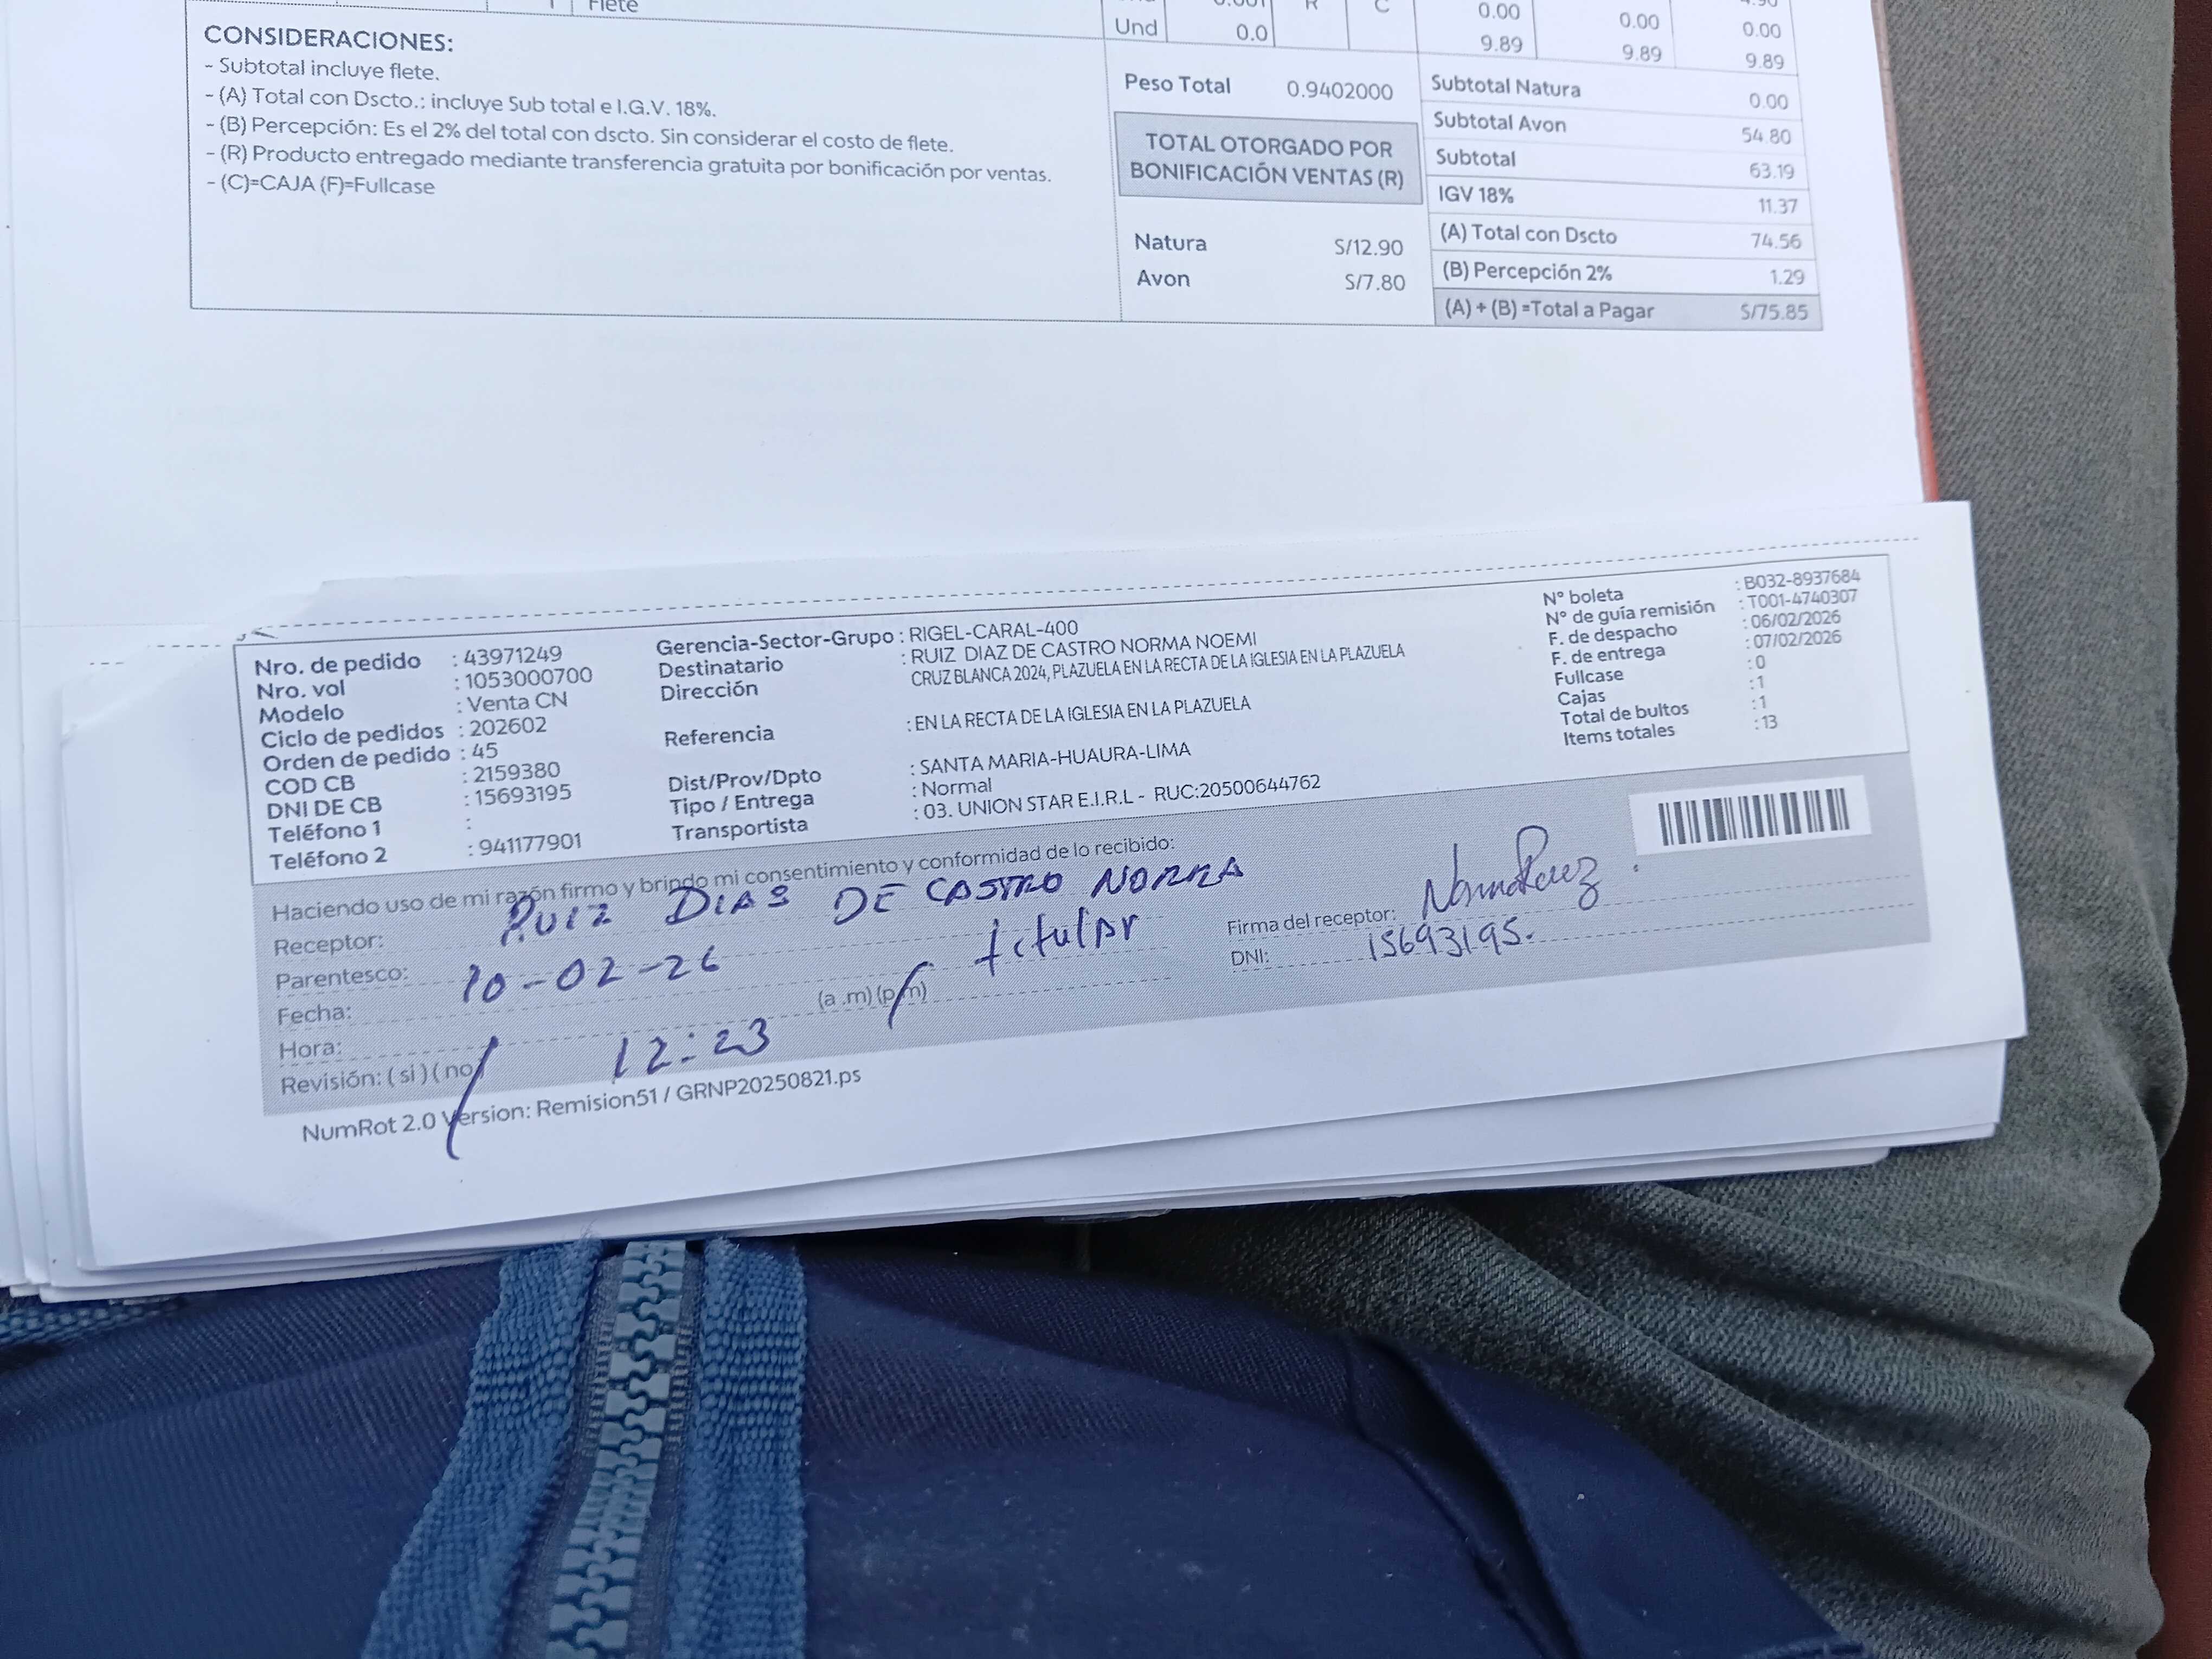 1 Flete
CONSIDERACIONES:
- Subtotal incluye flete.
- (A) Total con Dscto.: incluye Sub total e I.G.V. 18%.
- (B) Percepción: Es el 2% del total con dscto. Sin considerar el costo de flete.
- (R) Producto entregado mediante transferencia gratuita por bonificación por ventas.
- (C)=CAJA (F)=Fullcase
R C 0.00 0.00 0.00
Und 0.0 9.89 9.89 9.89
Peso Total 0.9402000
TOTAL OTORGADO POR
BONIFICACIÓN VENTAS (R)
Natura S/12.90
Avon S/7.80
Subtotal Natura 0.00
Subtotal Avon 54.80
Subtotal 63.19
IGV 18% 11.37
(A) Total con Dscto 74.56
(B) Percepción 2% 1.29
(A) + (B) =Total a Pagar S/75.85
Nro. de pedido : 43971249
Nro. vol : 1053000700
Modelo : Venta CN
Ciclo de pedidos : 202602
Orden de pedido : 45
COD CB : 2159380
DNI DE CB : 15693195
Teléfono 1 :
Teléfono 2 : 941177901
Gerencia-Sector-Grupo : RIGEL-CARAL-400
Destinatario : RUIZ DIAZ DE CASTRO NORMA NOEMI
Dirección CRUZ BLANCA 2024, PLAZUELA EN LA RECTA DE LA IGLESIA EN LA PLAZUELA
Referencia : EN LA RECTA DE LA IGLESIA EN LA PLAZUELA
Dist/Prov/Dpto : SANTA MARIA-HUAURA-LIMA
Tipo / Entrega : Normal
Transportista : 03. UNION STAR E.I.R.L - RUC:20500644762
N° boleta : B032-8937684
N° de guía remisión : T001-4740307
F. de despacho : 06/02/2026
F. de entrega : 07/02/2026
Fullcase : 0
Cajas : 1
Total de bultos : 1
Items totales : 13
Haciendo uso de mi razón firmo y brindo mi consentimiento y conformidad de lo recibido:
Receptor: RUIZ DIAS DE CASTRO NORMA
Parentesco: titular
Fecha: 10-02-26
Hora: 12:23 (a .m) (p.m)
Revisión: ( si ) ( no )
Firma del receptor: Norma Ruiz
DNI: 15693195.
NumRot 2.0 Version: Remision51 / GRNP20250821.ps